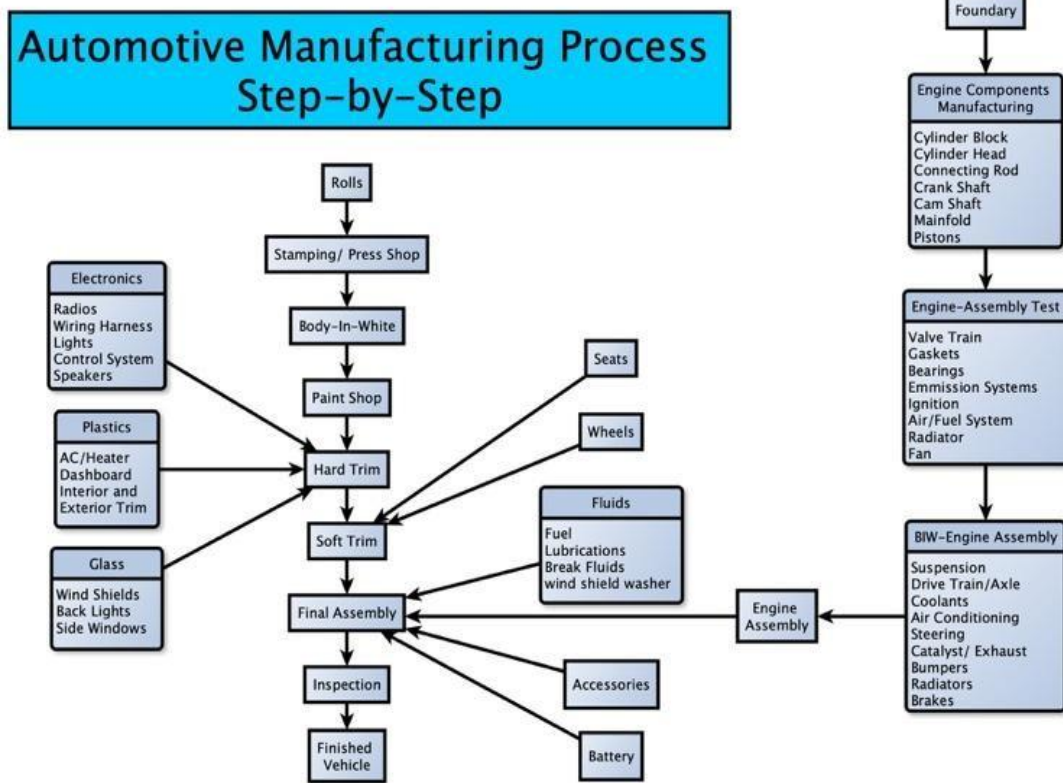 Automotive Manufacturing Process
Step-by-Step
Foundary
Engine Components
Manufacturing
Cylinder Block
Cylinder Head
Connecting Rod
Crank Shaft
Cam Shaft
Mainfold
Pistons
Rolls
Stamping/ Press Shop
Body-In-White
Paint Shop
Hard Trim
Soft Trim
Final Assembly
Inspection
Finished
Vehicle
Electronics
Radios
Wiring Harness
Lights
Control System
Speakers
Plastics
AC/Heater
Dashboard
Interior and
Exterior Trim
Glass
Wind Shields
Back Lights
Side Windows
Seats
Wheels
Fluids
Fuel
Lubrications
Break Fluids
wind shield washer
Engine
Assembly
Accessories
Battery
Engine-Assembly Test
Valve Train
Gaskets
Bearings
Emmission Systems
Ignition
Air/Fuel System
Radiator
Fan
BIW-Engine Assembly
Suspension
Drive Train/Axle
Coolants
Air Conditioning
Steering
Catalyst/ Exhaust
Bumpers
Radiators
Brakes